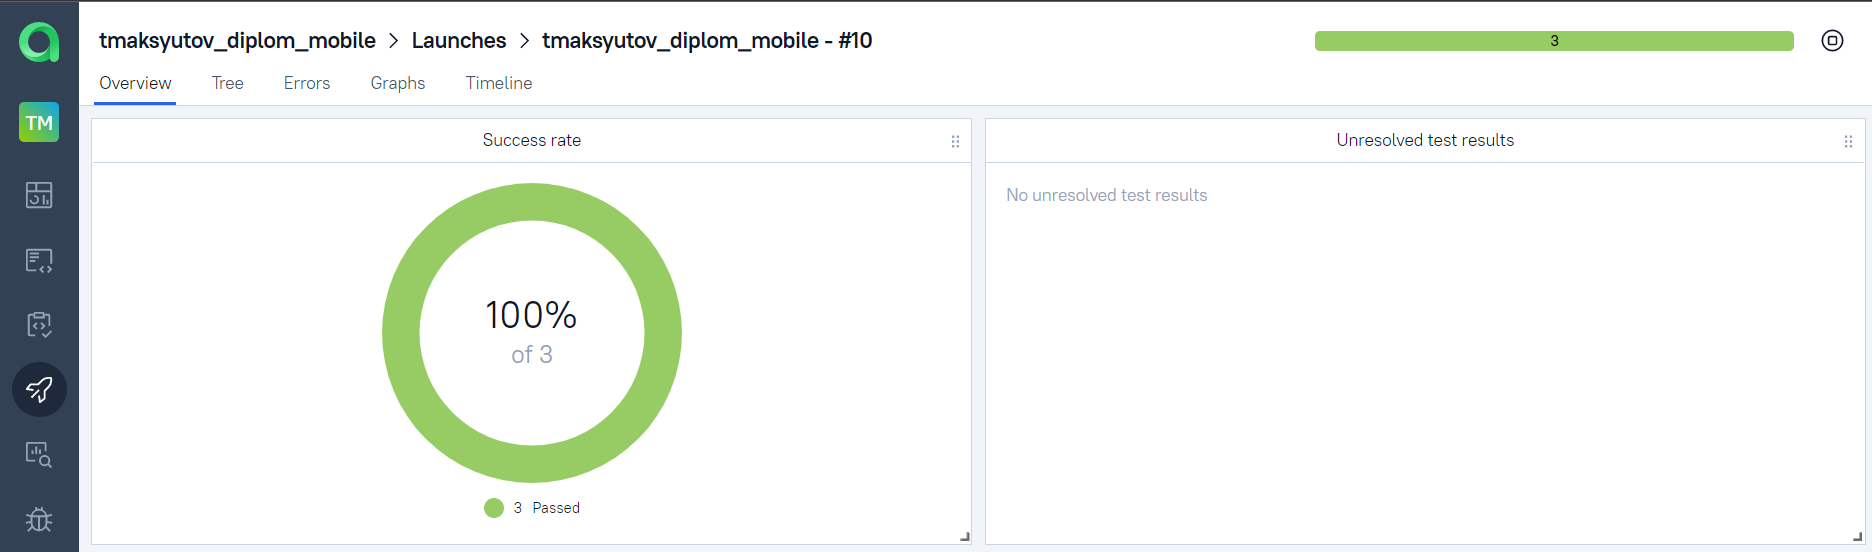 tmaksyutov_diplom_mobile > Launches > tmaksyutov_diplom_mobile - #10
3
Overview Tree Errors Graphs Timeline
TM
Success rate
100%
of 3
3 Passed
Unresolved test results
No unresolved test results